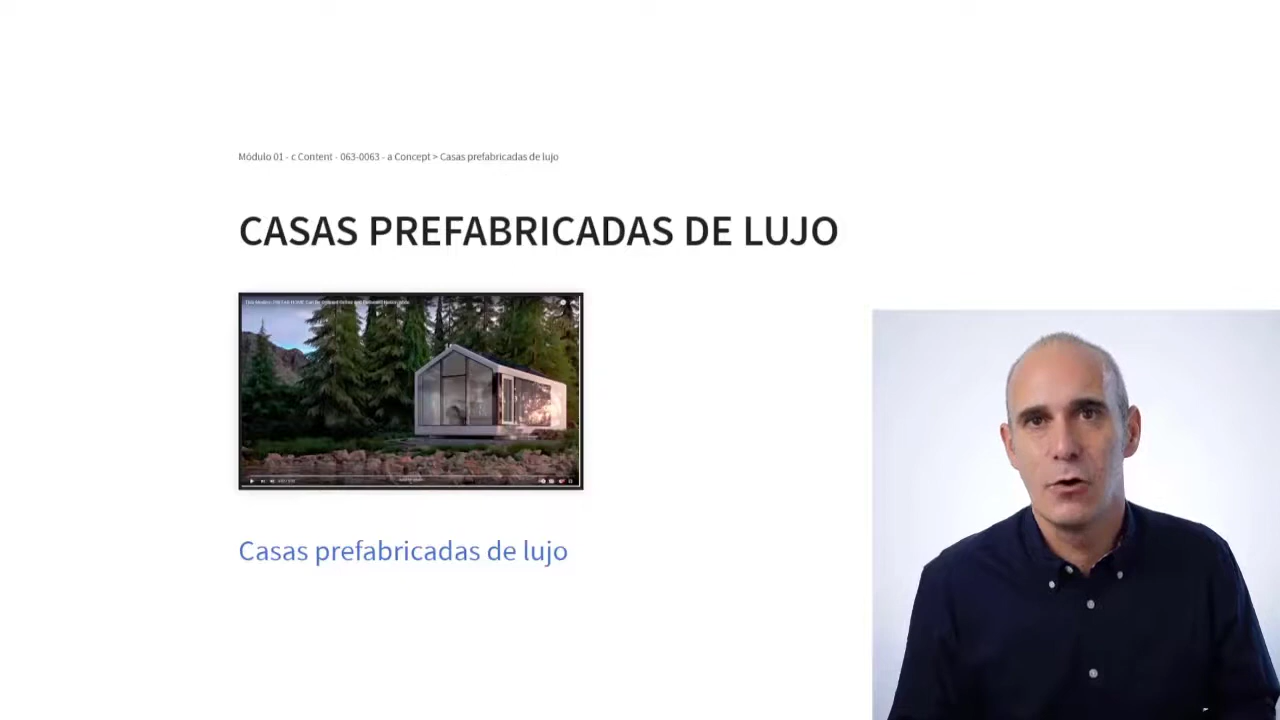 Módulo 01 - c Content - 063-0063 - a Concept > Casas prefabricadas de lujo
CASAS PREFABRICADAS DE LUJO
Casas prefabricadas de lujo